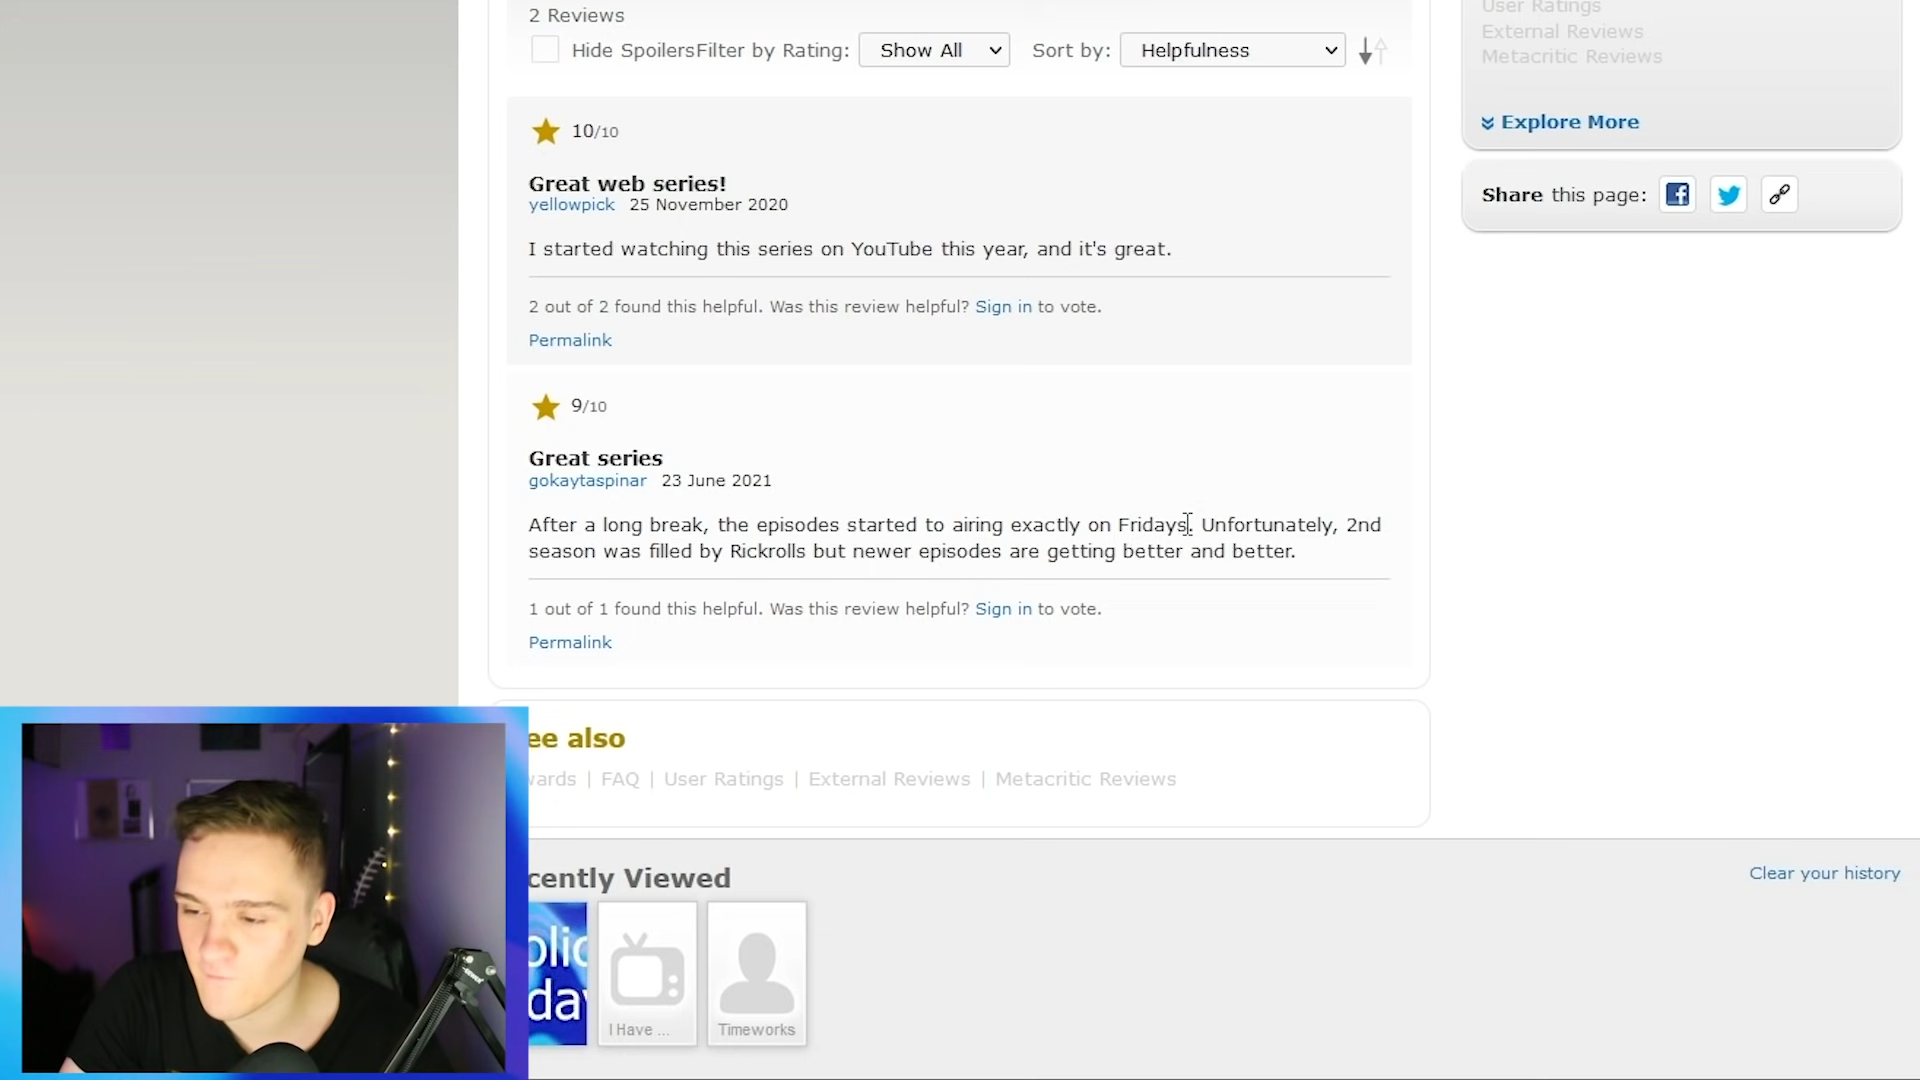 2 Reviews
Hide Spoilers Filter by Rating: Show All Sort by: Helpfulness
10/10
Great web series!
yellowpick 25 November 2020
I started watching this series on YouTube this year, and it's great.
2 out of 2 found this helpful. Was this review helpful? Sign in to vote.
Permalink
9/10
Great series
gokaytaspinar 23 June 2021
After a long break, the episodes started to airing exactly on Fridays. Unfortunately, 2nd
season was filled by Rickrolls but newer episodes are getting better and better.
1 out of 1 found this helpful. Was this review helpful? Sign in to vote.
Permalink
ee also
wards | FAQ | User Ratings | External Reviews | Metacritic Reviews
cently Viewed
Clear your history
I Have ...
Timeworks
User Ratings
External Reviews
Metacritic Reviews
Explore More
Share this page: